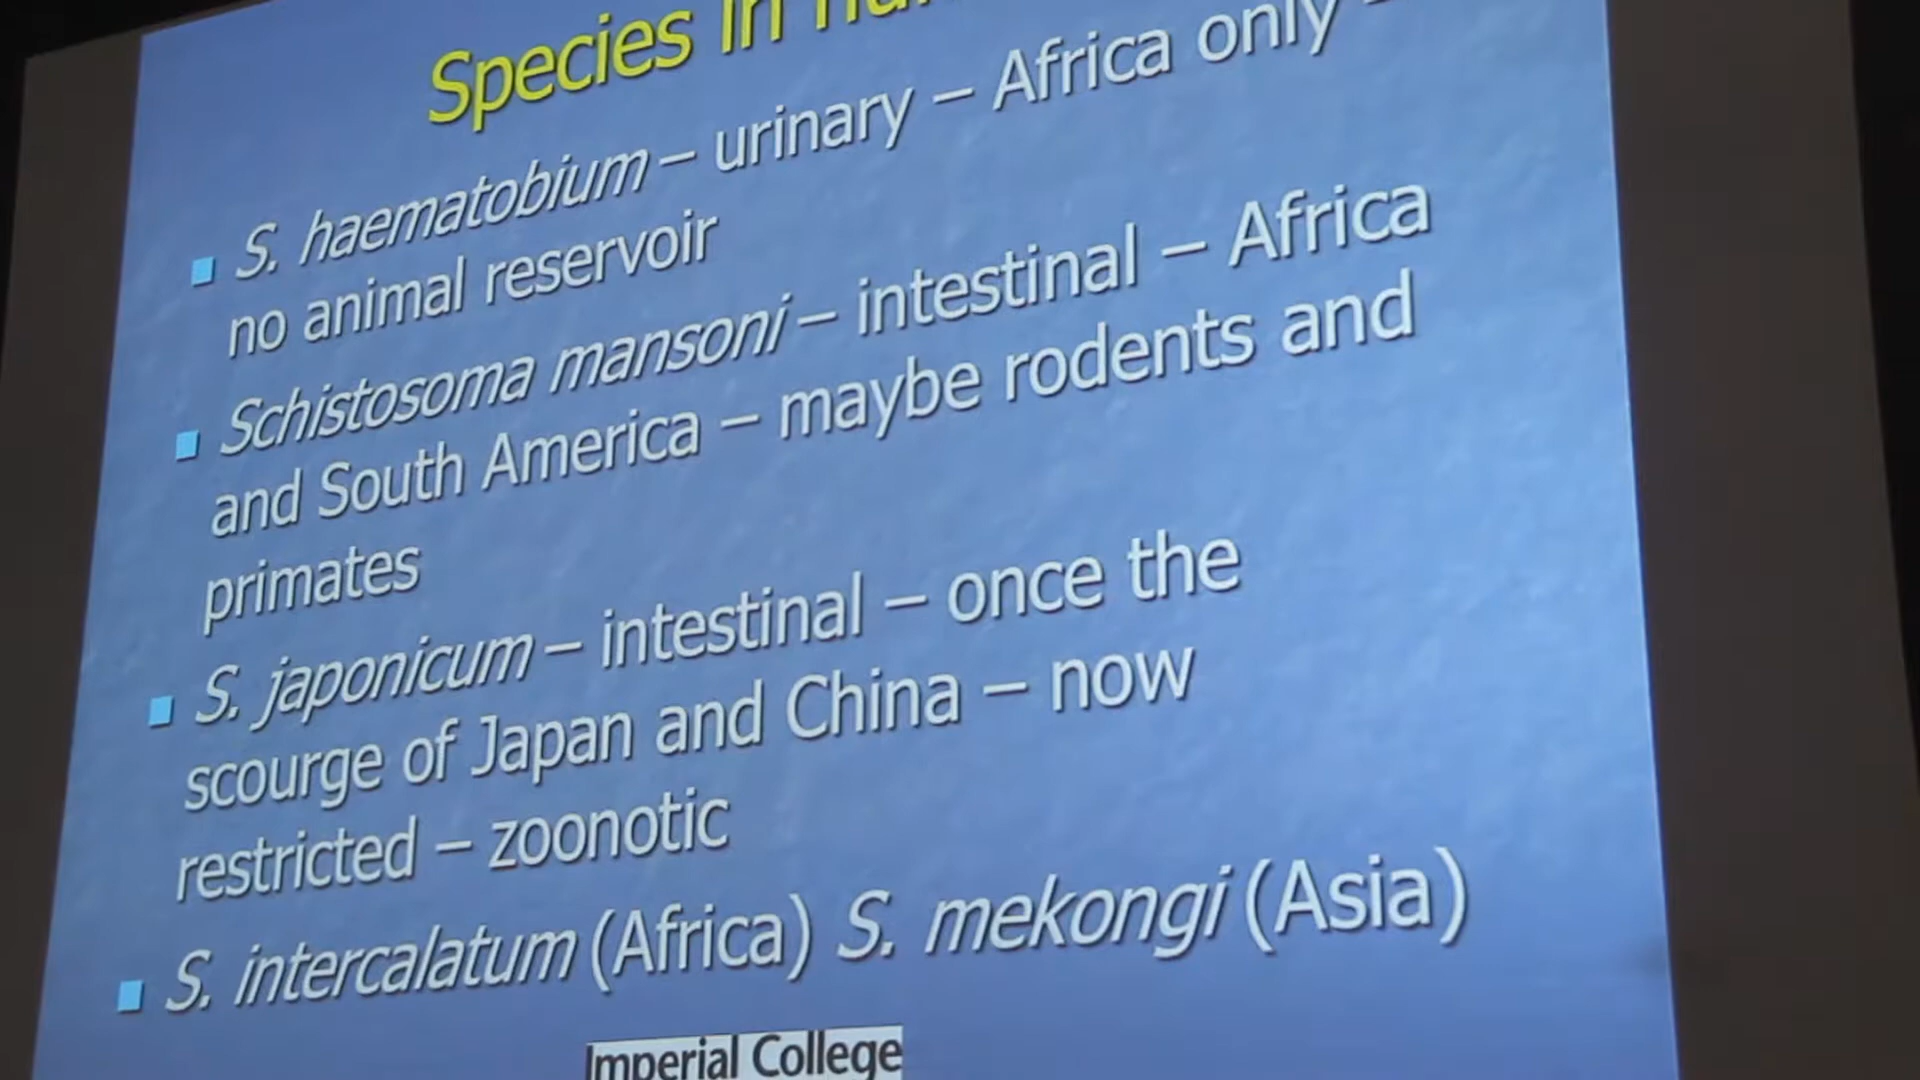 Species in
■ S. haematobium – urinary – Africa only –
no animal reservoir
■ Schistosoma mansoni – intestinal – Africa
and South America – maybe rodents and
primates
■ S. japonicum – intestinal – once the
scourge of Japan and China – now
restricted – zoonotic
■ S. intercalatum (Africa) S. mekongi (Asia)
Imperial College